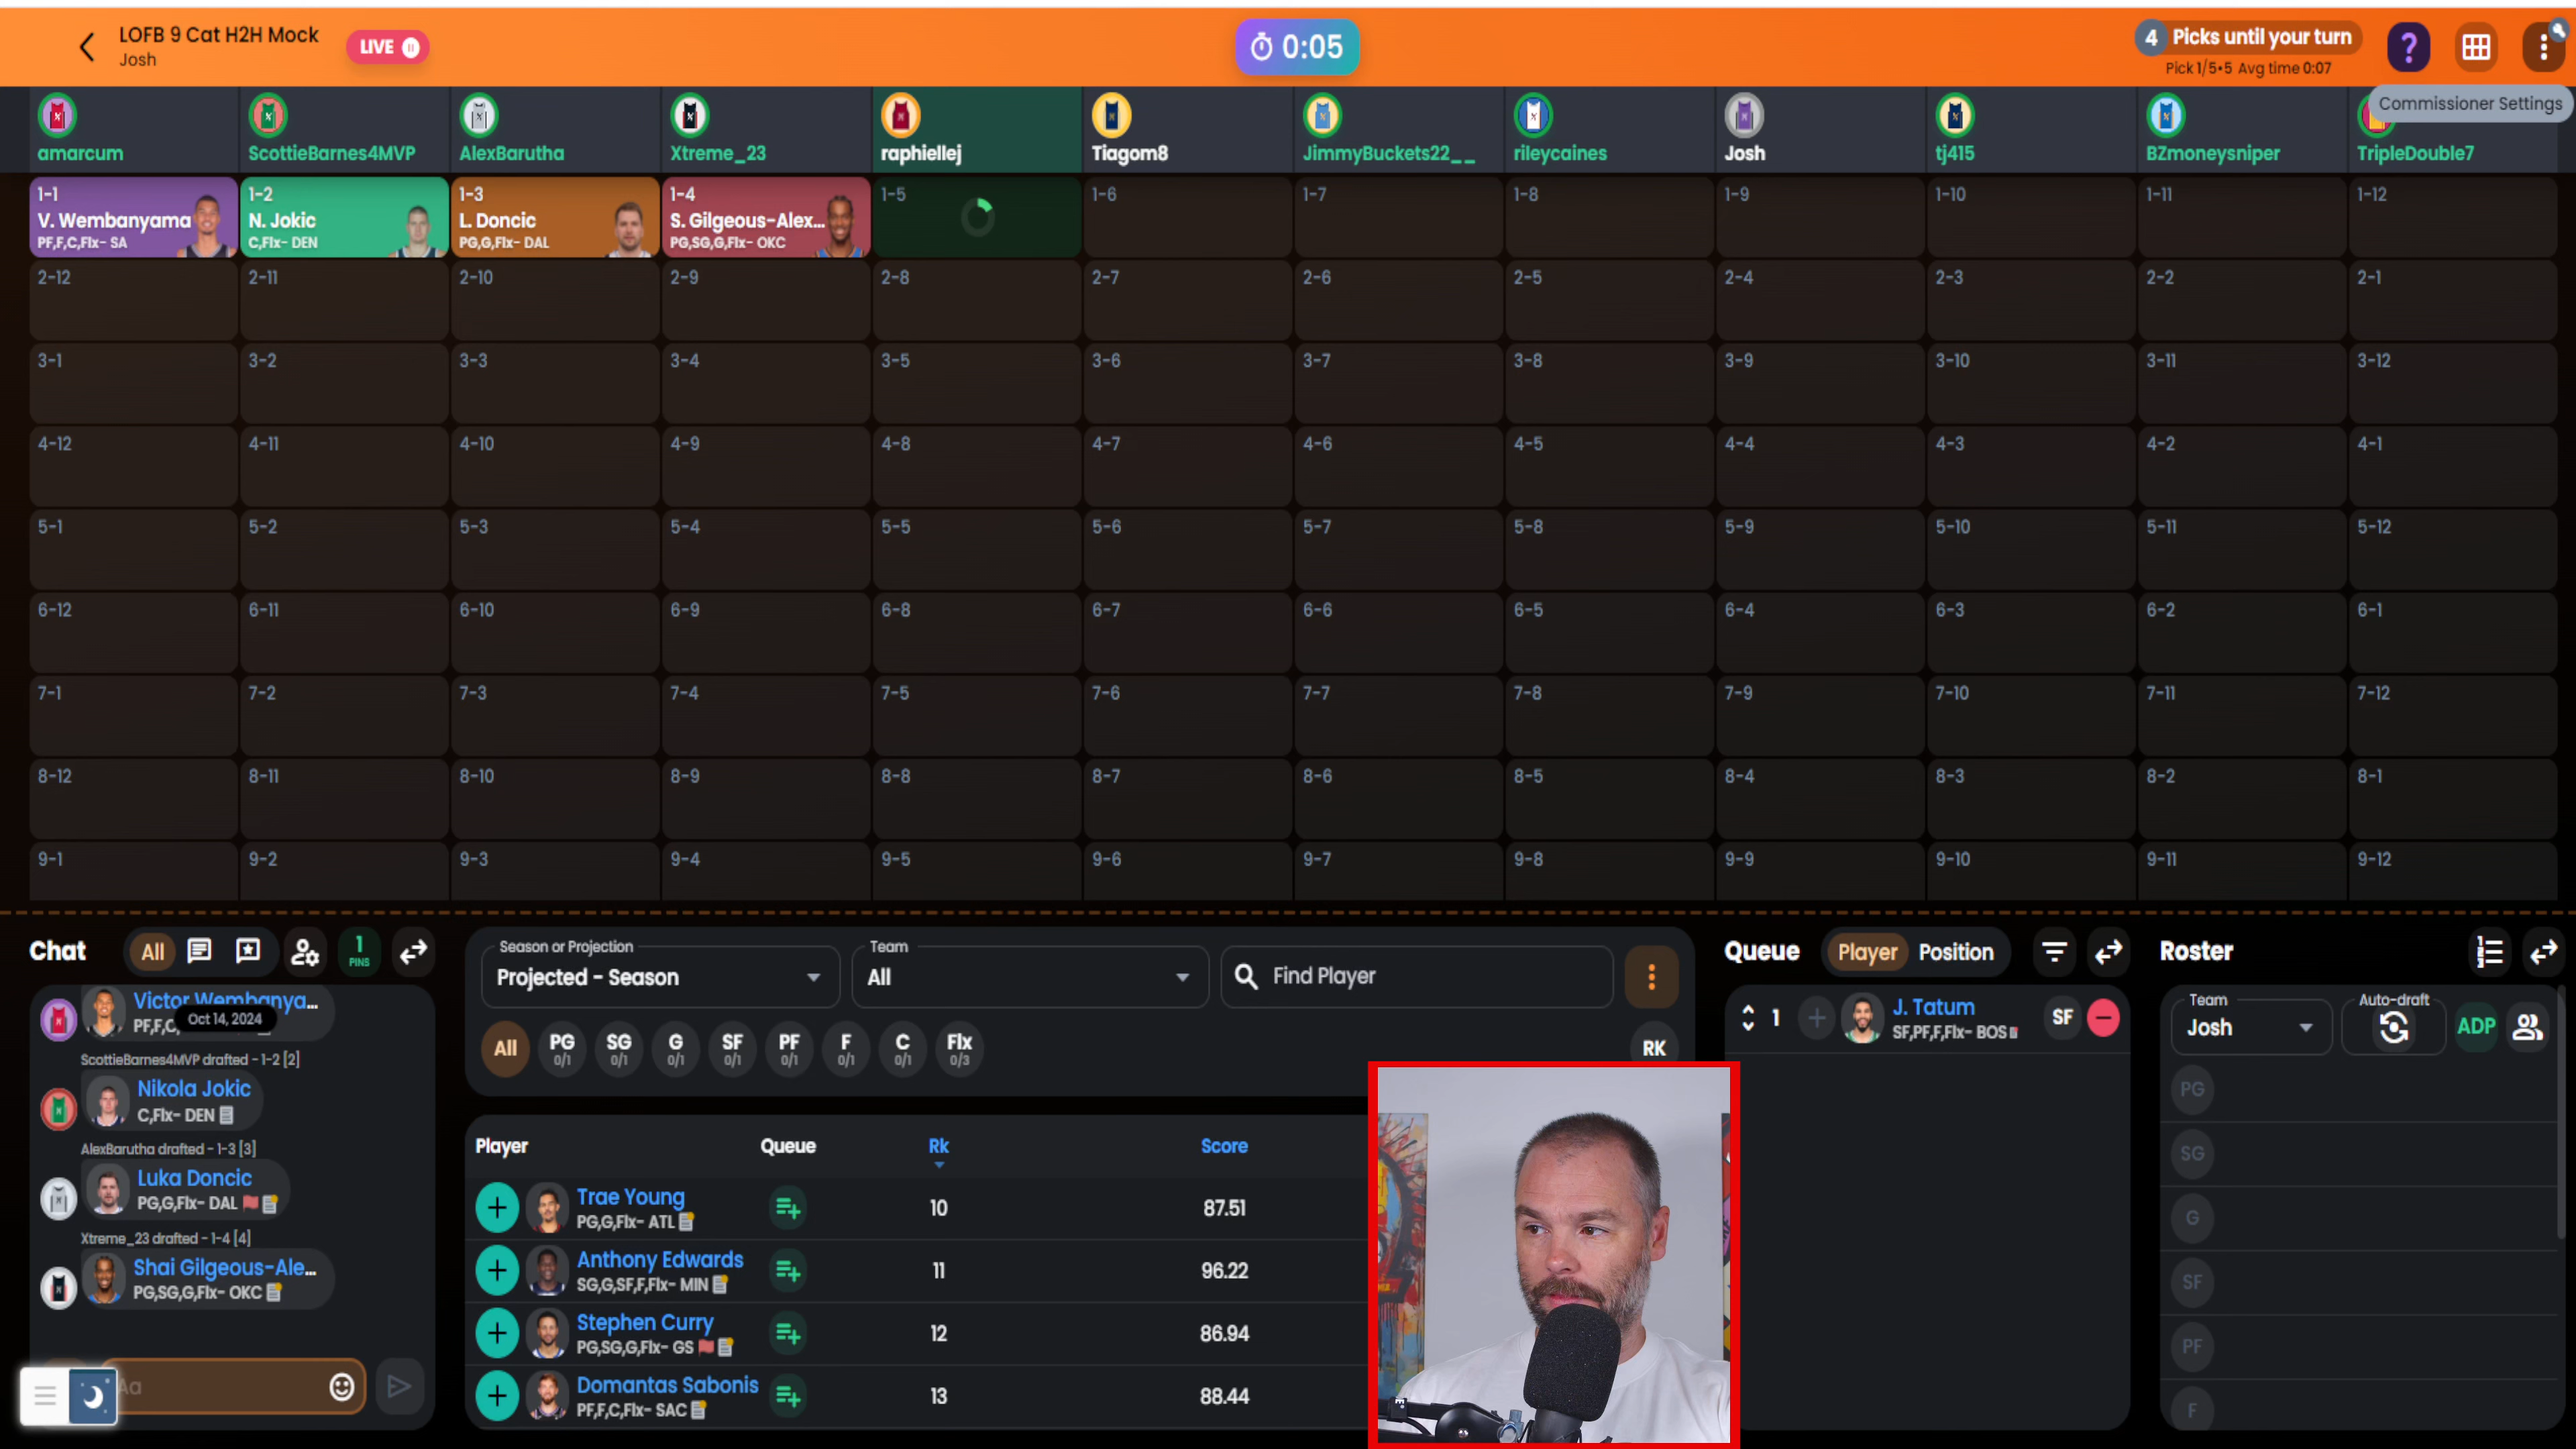 LOFB 9 Cat H2H Mock
Josh
LIVE
0:05
4 Picks until your turn
Pick 1/5•5 Avg time 0:07
?
Commissioner Settings
amarcum ScottieBarnes4MVP AlexBarutha Xtreme_23 raphiellej Tiagom8 JimmyBuckets22__ rileycaines Josh tj415 BZmoneysniper TripleDouble7
1-1 1-2 1-3 1-4 1-5 1-6 1-7 1-8 1-9 1-10 1-11 1-12
V. Wembanyama N. Jokic L. Doncic S. Gilgeous-Alex...
PF,F,C,Flx- SA C,Flx- DEN PG,G,Flx- DAL PG,SG,G,Flx- OKC
2-12 2-11 2-10 2-9 2-8 2-7 2-6 2-5 2-4 2-3 2-2 2-1
3-1 3-2 3-3 3-4 3-5 3-6 3-7 3-8 3-9 3-10 3-11 3-12
4-12 4-11 4-10 4-9 4-8 4-7 4-6 4-5 4-4 4-3 4-2 4-1
5-1 5-2 5-3 5-4 5-5 5-6 5-7 5-8 5-9 5-10 5-11 5-12
6-12 6-11 6-10 6-9 6-8 6-7 6-6 6-5 6-4 6-3 6-2 6-1
7-1 7-2 7-3 7-4 7-5 7-6 7-7 7-8 7-9 7-10 7-11 7-12
8-12 8-11 8-10 8-9 8-8 8-7 8-6 8-5 8-4 8-3 8-2 8-1
9-1 9-2 9-3 9-4 9-5 9-6 9-7 9-8 9-9 9-10 9-11 9-12
Chat All 1 PINS
Victor Wembanya...
PF,F,C,
Oct 14, 2024
ScottieBarnes4MVP drafted - 1-2 [2]
Nikola Jokic
C,Flx- DEN
AlexBarutha drafted - 1-3 [3]
Luka Doncic
PG,G,Flx- DAL
Xtreme_23 drafted - 1-4 [4]
Shai Gilgeous-Ale...
PG,SG,G,Flx- OKC
Aa
Season or Projection
Projected - Season
Team
All
Find Player
All PG SG G SF PF F C Flx
0/1 0/1 0/1 0/1 0/1 0/1 0/1 0/3
RK
Player Queue Rk Score
Trae Young 10 87.51
PG,G,Flx- ATL
Anthony Edwards 11 96.22
SG,G,SF,F,Flx- MIN
Stephen Curry 12 86.94
PG,SG,G,Flx- GS
Domantas Sabonis 13 88.44
PF,F,C,Flx- SAC
Queue Player Position
1 J. Tatum SF
SF,PF,F,Flx- BOS
Roster
Team
Josh
Auto-draft
ADP
PG
SG
G
SF
PF
F